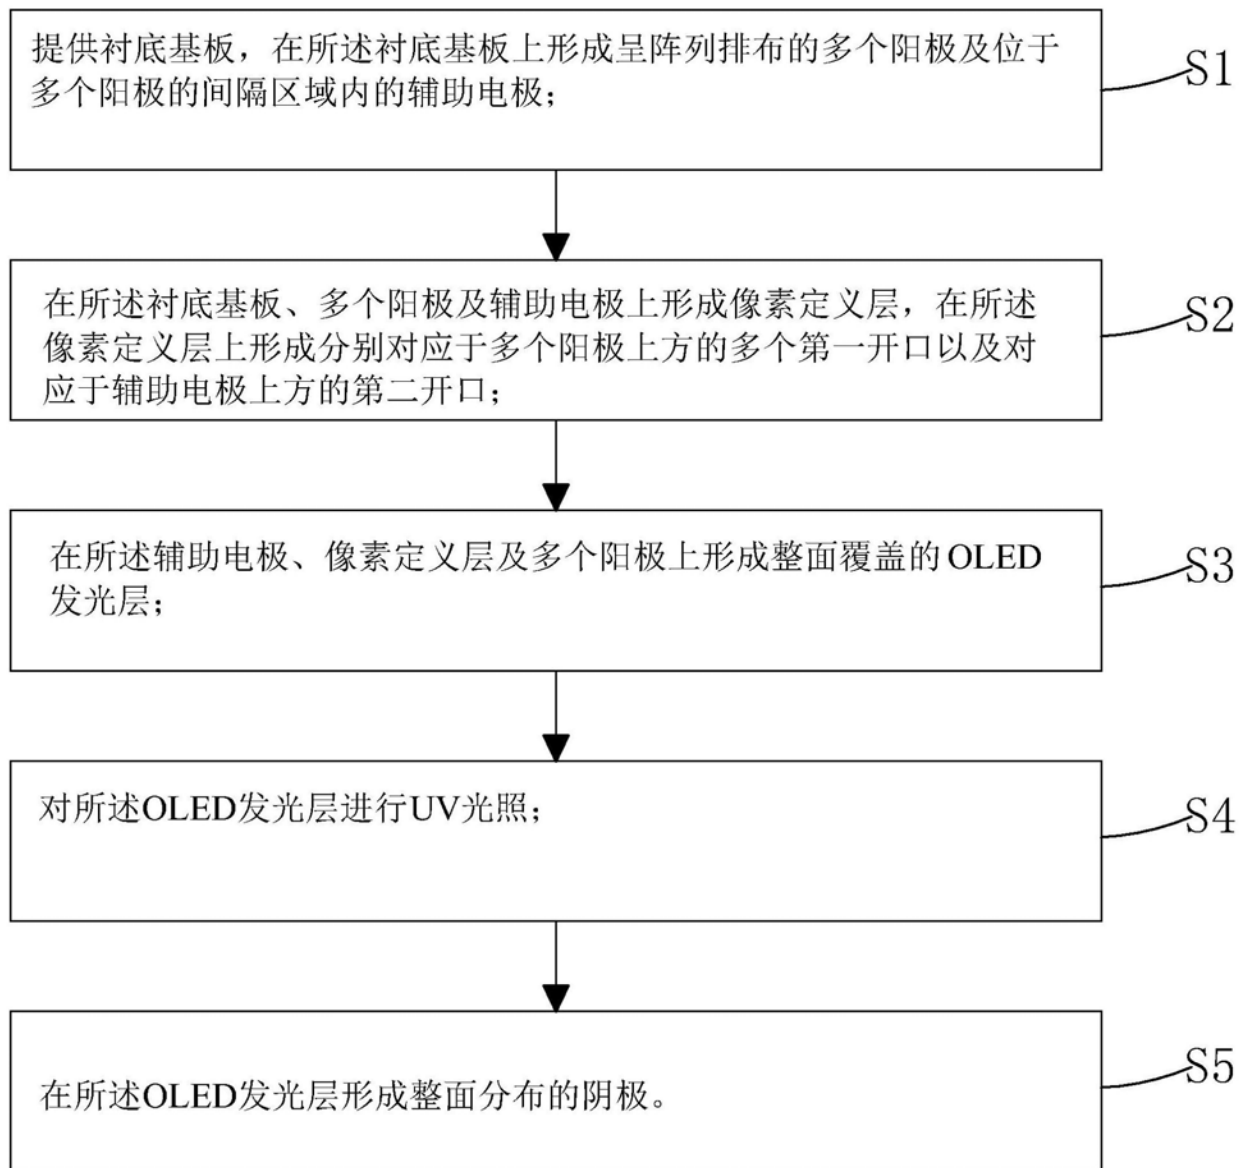 提供衬底基板，在所述衬底基板上形成呈阵列排布的多个阳极及位于
多个阳极的间隔区域内的辅助电极；
S1
在所述衬底基板、多个阳极及辅助电极上形成像素定义层，在所述
像素定义层上形成分别对应于多个阳极上方的多个第一开口以及对
应于辅助电极上方的第二开口；
S2
在所述辅助电极、像素定义层及多个阳极上形成整面覆盖的OLED
发光层；
S3
对所述OLED发光层进行UV光照；
S4
在所述OLED发光层形成整面分布的阴极。
S5